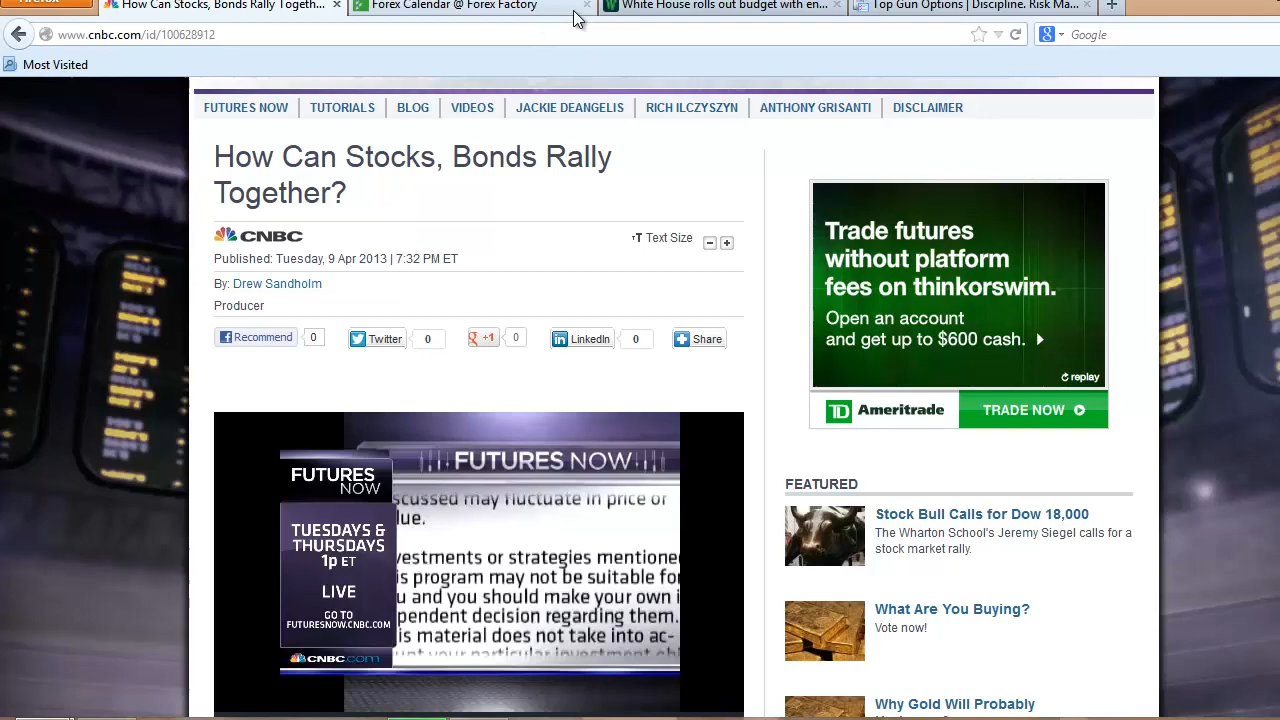 How Can Stocks, Bonds Rally Togeth...
Forex Calendar @ Forex Factory
White House rolls out budget with en...
Top Gun Options | Discipline. Risk Ma...
www.cnbc.com/id/100628912
Google
Most Visited
FUTURES NOW
TUTORIALS
BLOG
VIDEOS
JACKIE DEANGELIS
RICH ILCZYSZYN
ANTHONY GRISANTI
DISCLAIMER
How Can Stocks, Bonds Rally
Together?
CNBC
Text Size
Published: Tuesday, 9 Apr 2013 | 7:32 PM ET
By: Drew Sandholm
Producer
Recommend 0
Twitter 0
+1 0
LinkedIn 0
Share
FUTURES NOW
FUTURES
NOW
TUESDAYS &
THURSDAYS
1p ET
LIVE
GO TO
FUTURESNOW.CNBC.COM
CNBC.com
scussed may fluctuate in price or
lue.
vestments or strategies mentione
is program may not be suitable fo
u and you should make your own i
pendent decision regarding them.
is material does not take into ac-
unt your particular investment obj
Trade futures
without platform
fees on thinkorswim.
Open an account
and get up to $600 cash.
replay
TD Ameritrade
TRADE NOW
FEATURED
Stock Bull Calls for Dow 18,000
The Wharton School's Jeremy Siegel calls for a
stock market rally.
What Are You Buying?
Vote now!
Why Gold Will Probably